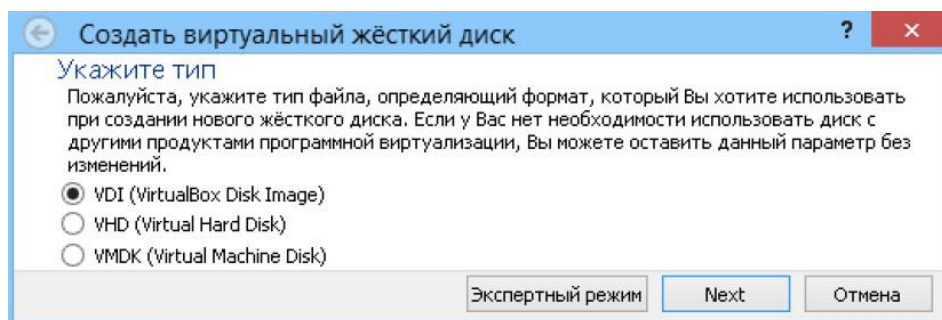 Создать виртуальный жёсткий диск ? ×
Укажите тип
Пожалуйста, укажите тип файла, определяющий формат, который Вы хотите использовать
при создании нового жёсткого диска. Если у Вас нет необходимости использовать диск с
другими продуктами программной виртуализации, Вы можете оставить данный параметр без
изменений.
VDI (VirtualBox Disk Image)
VHD (Virtual Hard Disk)
VMDK (Virtual Machine Disk)
Экспертный режим Next Отмена